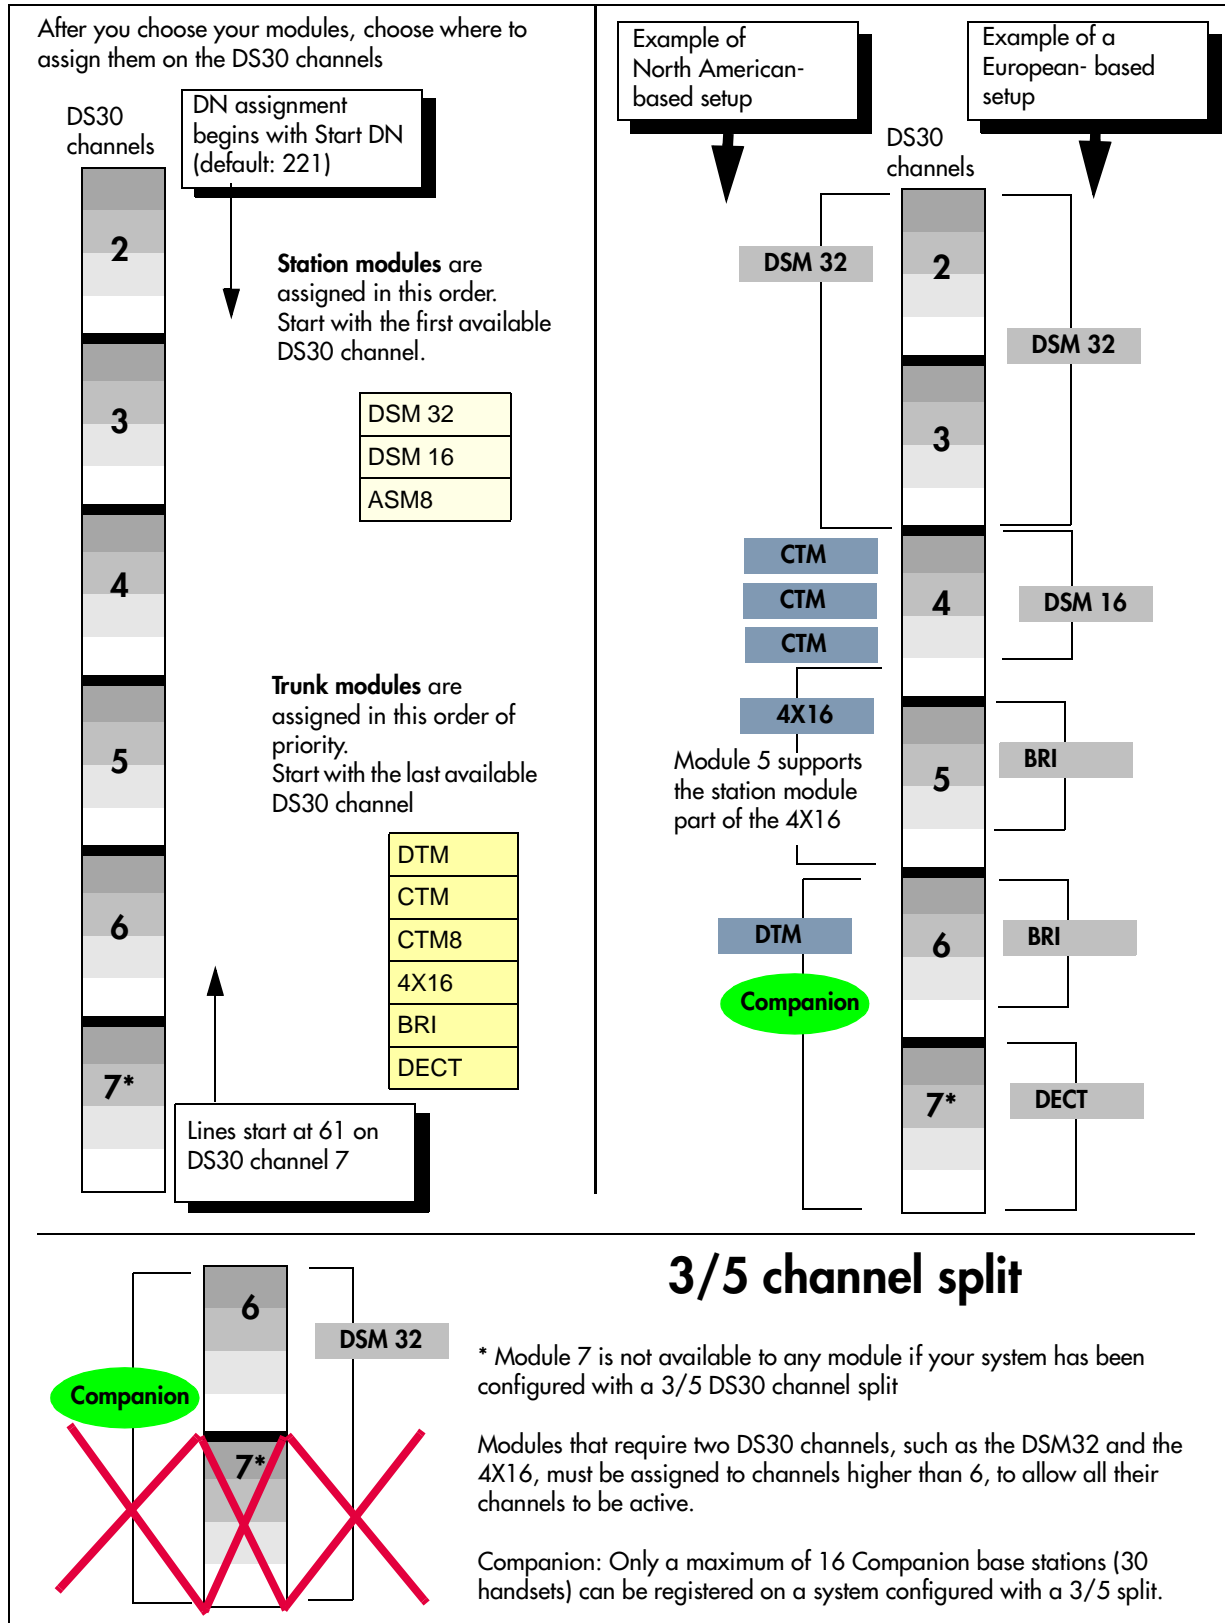 After you choose your modules, choose where to
assign them on the DS30 channels
DS30
channels
DN assignment
begins with Start DN
(default: 221)
2
3
4
5
6
7*
Station modules are
assigned in this order.
Start with the first available
DS30 channel.
DSM 32
DSM 16
ASM8
Trunk modules are
assigned in this order of
priority.
Start with the last available
DS30 channel
DTM
CTM
CTM8
4X16
BRI
DECT
Lines start at 61 on
DS30 channel 7
Example of
North American-
based setup
Example of a
European- based
setup
DS30
channels
2
3
4
5
6
7*
DSM 32
CTM
CTM
CTM
4X16
Module 5 supports
the station module
part of the 4X16
DTM
Companion
DSM 32
DSM 16
BRI
BRI
DECT
3/5 channel split
6
7*
DSM 32
Companion
* Module 7 is not available to any module if your system has been
configured with a 3/5 DS30 channel split
Modules that require two DS30 channels, such as the DSM32 and the
4X16, must be assigned to channels higher than 6, to allow all their
channels to be active.
Companion: Only a maximum of 16 Companion base stations (30
handsets) can be registered on a system configured with a 3/5 split.